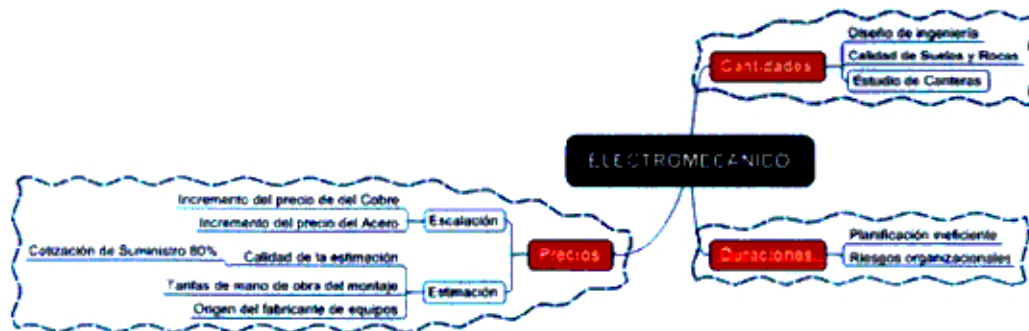 Diseño de ingeniería
Cantidades
Calidad de Suelos y Rocas
Estudio de Canteras
ELECTROMECANICO
Incremento del precio de del Cobre
Escalación
Incremento del precio del Acero
Precios
Cotización de Suministro 80%
Calidad de la estimación
Tarifas de mano de obra del montaje
Estimación
Origen del fabricante de equipos
Planificación ineficiente
Duraciones
Riesgos organizacionales